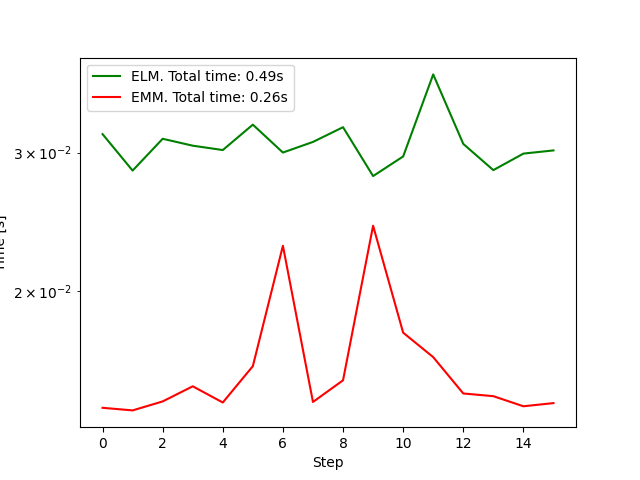 ELM. Total time: 0.49s
EMM. Total time: 0.26s
3 × 10⁻²
2 × 10⁻²
Time [s]
0 2 4 6 8 10 12 14
Step